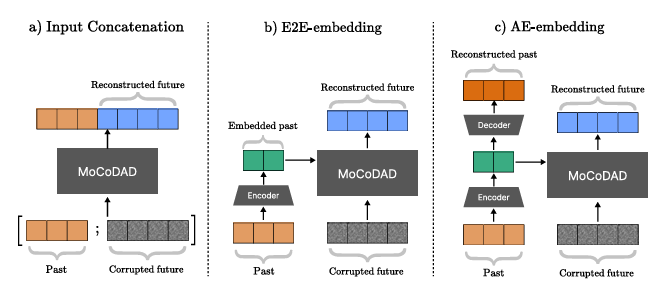 a) Input Concatenation
Reconstructed future
MoCoDAD
[ ; ]
Past
Corrupted future
b) E2E-embedding
Reconstructed future
Embedded past
MoCoDAD
Encoder
Past
Corrupted future
c) AE-embedding
Reconstructed past
Reconstructed future
Decoder
MoCoDAD
Encoder
Past
Corrupted future